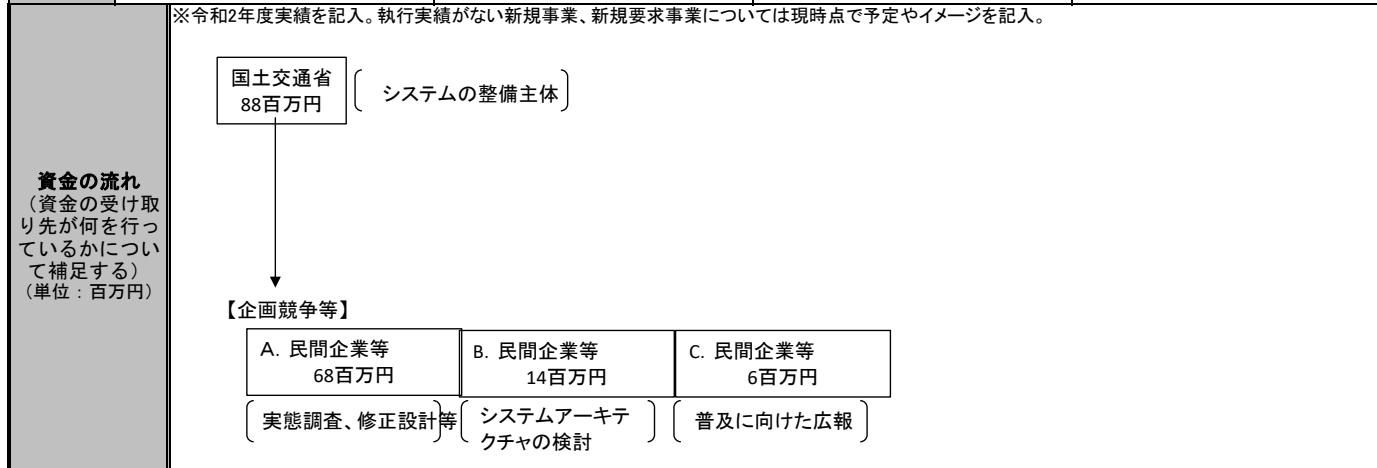 ※令和2年度実績を記入。執行実績がない新規事業、新規要求事業については現時点で予定やイメージを記入。
資金の流れ
（資金の受け取
り先が何を行っ
ているかについ
て補足する）
（単位：百万円）
国土交通省
88百万円
システムの整備主体
【企画競争等】
A. 民間企業等
68百万円
B. 民間企業等
14百万円
C. 民間企業等
6百万円
実態調査、修正設計等
システムアーキテ
クチャの検討
普及に向けた広報